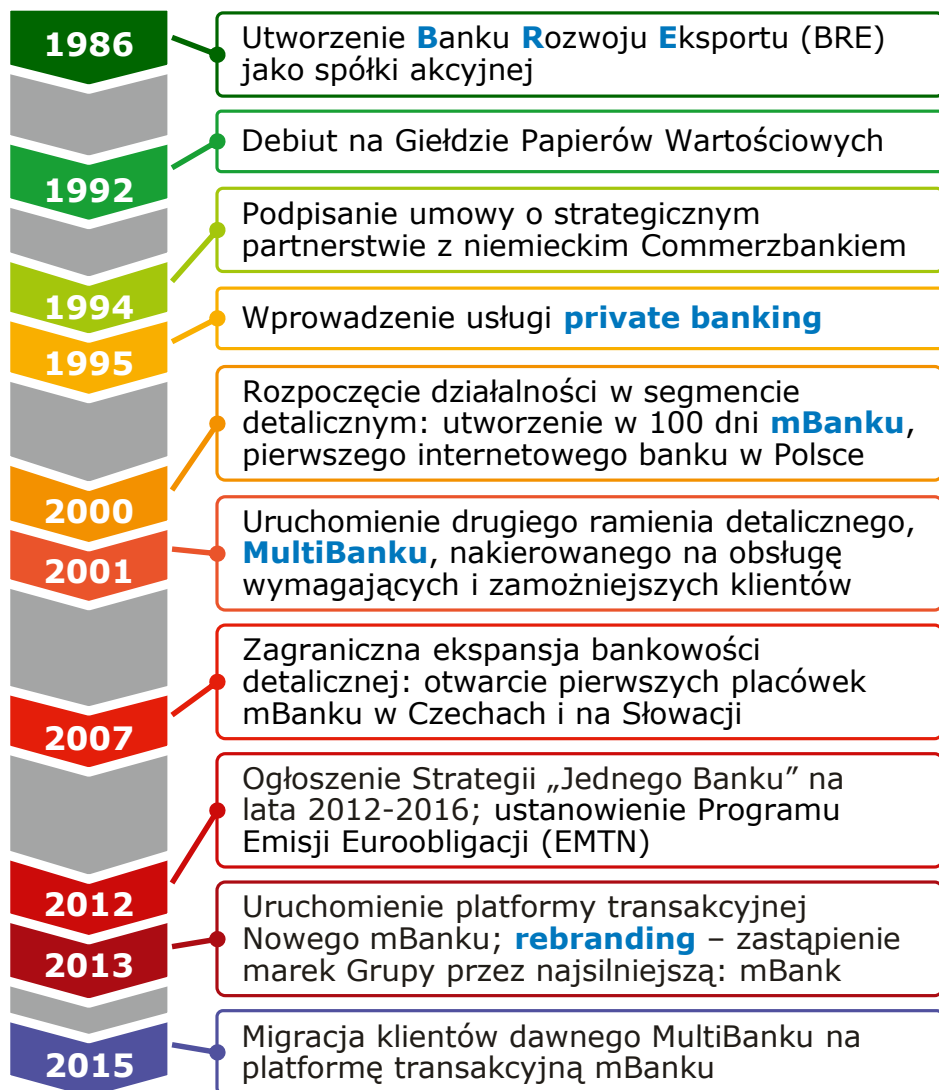 1986
Utworzenie Banku Rozwoju Eksportu (BRE)
jako spółki akcyjnej
1992
Debiut na Giełdzie Papierów Wartościowych
1994
Podpisanie umowy o strategicznym
partnerstwie z niemieckim Commerzbankiem
1995
Wprowadzenie usługi private banking
2000
Rozpoczęcie działalności w segmencie
detalicznym: utworzenie w 100 dni mBanku,
pierwszego internetowego banku w Polsce
2001
Uruchomienie drugiego ramienia detalicznego,
MultiBanku, nakierowanego na obsługę
wymagających i zamożniejszych klientów
2007
Zagraniczna ekspansja bankowości
detalicznej: otwarcie pierwszych placówek
mBanku w Czechach i na Słowacji
2012
Ogłoszenie Strategii „Jednego Banku” na
lata 2012-2016; ustanowienie Programu
Emisji Euroobligacji (EMTN)
2013
Uruchomienie platformy transakcyjnej
Nowego mBanku; rebranding – zastąpienie
marek Grupy przez najsilniejszą: mBank
2015
Migracja klientów dawnego MultiBanku na
platformę transakcyjną mBanku